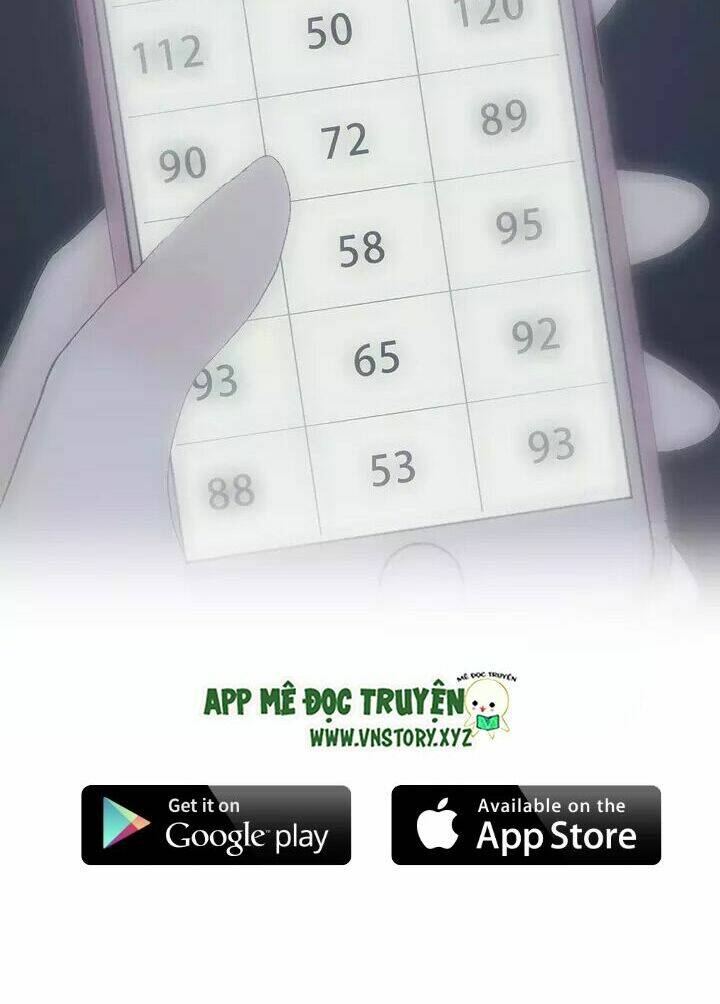 112 50 120
90 72 89
58 95
93 65 92
88 53 93
MÊ ĐỌC TRUYỆN
APP MÊ ĐỌC TRUYỆN
WWW.VNSTORY.XYZ
Get it on
Google play
Available on the
App Store